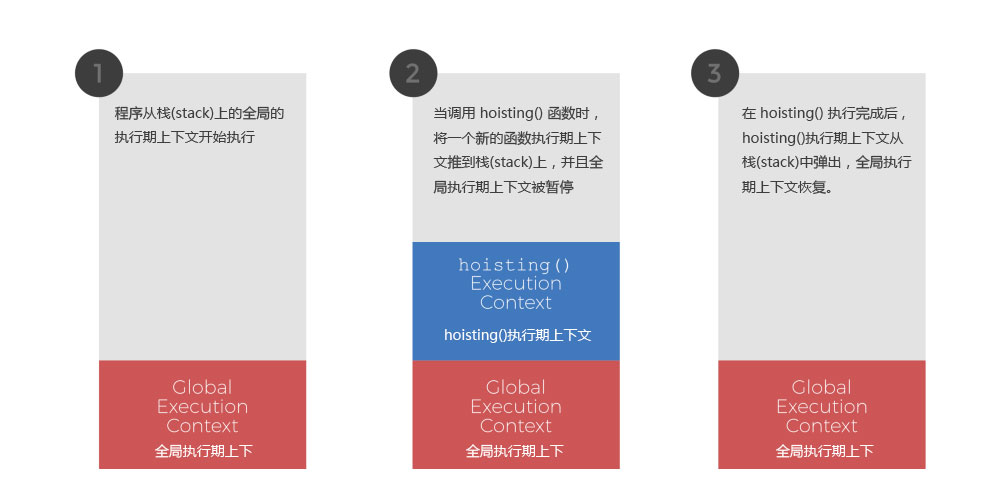 1
程序从栈(stack)上的全局的
执行期上下文开始执行
Global
Execution
Context
全局执行期上下
2
当调用 hoisting() 函数时，
将一个新的函数执行期上下
文推到栈(stack)上，并且全
局执行期上下文被暂停
hoisting()
Execution
Context
hoisting()执行期上下文
Global
Execution
Context
全局执行期上下
3
在 hoisting() 执行完成后，
hoisting()执行期上下文从
栈(stack)中弹出，全局执行
期上下文恢复。
Global
Execution
Context
全局执行期上下